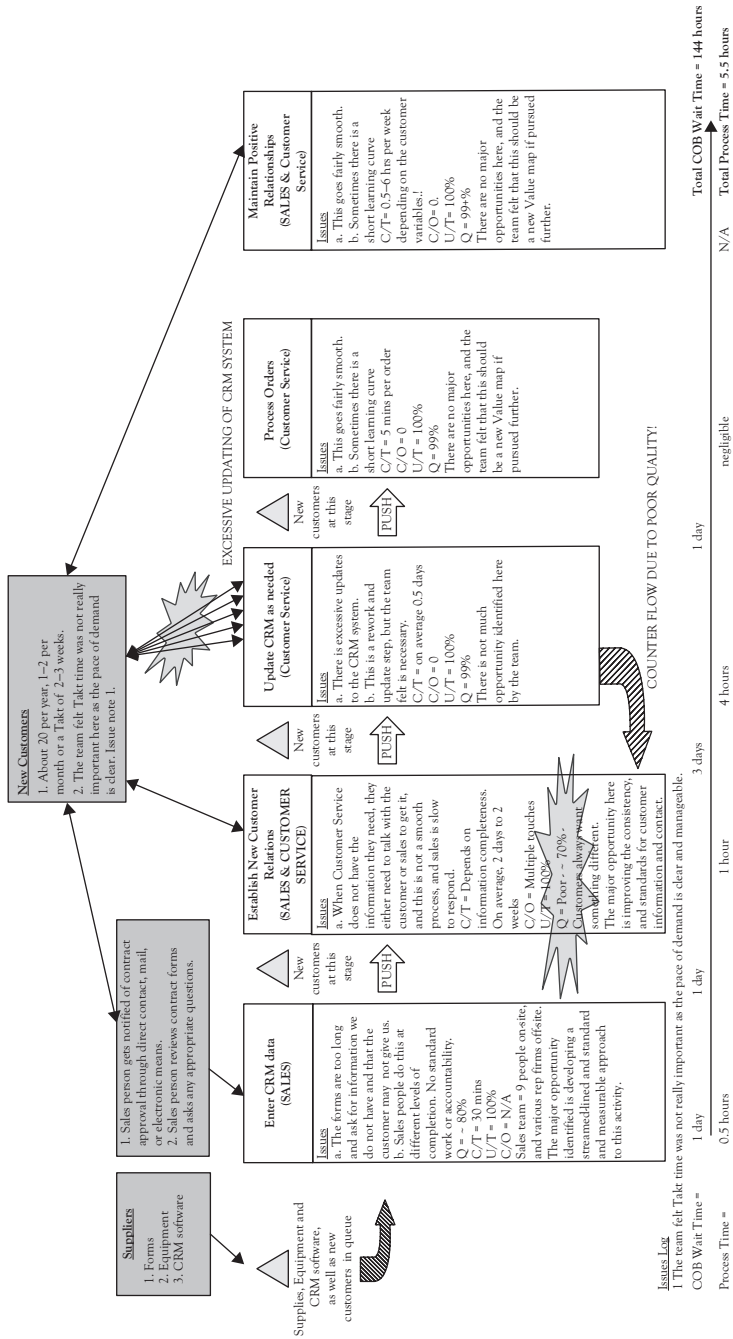 Suppliers
1. Forms
2. Equipment
3. CRM software
1. Sales person gets notified of contract
approval through direct contact, mail,
or electronic means.
2. Sales person reviews contract forms
and asks any appropriate questions.
New Customers
1. About 20 per year, 1–2 per
month or a Takt of 2–3 weeks.
2. The team felt Takt time was not really
important here as the pace of demand
is clear. Issue note 1.
EXCESSIVE UPDATING OF CRM SYSTEM
Supplies, Equipment and
CRM software,
as well as new
customers in queue
Enter CRM data
(SALES)
Issues
a. The forms are too long
and ask for information we
do not have and that the
customer may not give us.
b. Sales people do this at
different levels of
completion. No standard
work or accountability.
Q = ~ 80%
C/T = 30 mins
U/T = 100%
C/O = N/A
Sales team = 9 people on-site,
and various rep firms off-site.
The major opportunity
identified is developing a
streamedlined and standard
and measurable approach
to this activity.
New
customers
at this
stage
PUSH
Establish New Customer
Relations
(SALES & CUSTOMER
SERVICE)
Issues
a. When Customer Service
does not have the
information they need, they
either need to talk with the
customer or sales to get it,
and this is not a smooth
process, and sales is slow
to respond.
C/T = Depends on
information completeness.
On average, 2 days to 2
weeks
C/O = Multiple touches
U/T = 100%
Q = Poor - ~ 70% -
Customers always want
something different.
The major opportunity here
is improving the consistency,
and standards for customer
information and contact.
New
customers
at this
stage
PUSH
Update CRM as needed
(Customer Service)
Issues
a. There is excessive updates
to the CRM system.
b. This is a rework and
update step, but the team
felt is necessary.
C/T = on average 0.5 days
C/O = 0
U/T = 100%
Q = 99%
There is not much
opportunity identified here
by the team.
New
customers
at this
stage
PUSH
Process Orders
(Customer Service)
Issues
a. This goes fairly smooth.
b. Sometimes there is a
short learning curve
C/T = 5 mins per order
C/O = 0
U/T = 100%
Q = 99%
There are no major
opportunities here, and the
team felt that this should
be a new Value map if
pursued further.
Maintain Positive
Relationships
(SALES & Customer
Service)
Issues
a. This goes fairly smooth.
b. Sometimes there is a
short learning curve
C/T= 0.5–6 hrs per week
depending on the customer
variables.!
C/O= 0.
U/T= 100%
Q = 99+%
There are no major
opportunities here, and the
team felt that this should be
a new Value map if pursued
further.
COUNTER FLOW DUE TO POOR QUALITY!
Issues Log
1 The team felt Takt time was not really important as the pace of demand is clear and manageable.
COB Wait Time = 1 day 1 day 3 days 1 day Total COB Wait Time = 144 hours
Process Time = 0.5 hours 1 hour 4 hours negligible N/A Total Process Time = 5.5 hours